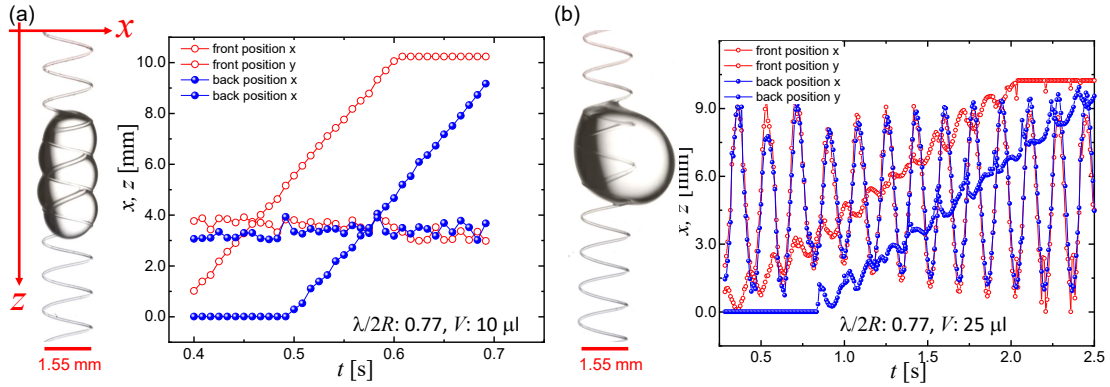 (a)
x
z
1.55 mm
front position x
front position y
back position x
back position x
x, z [mm]
10.0
8.0
6.0
4.0
2.0
0.0
λ/2R: 0.77, V: 10 μl
0.4
0.5
0.6
0.7
t [s]
(b)
1.55 mm
front position x
front position y
back position x
back position y
x, z [mm]
9.0
6.0
3.0
0.0
λ/2R: 0.77, V: 25 μl
0.5
1.0
1.5
2.0
2.5
t [s]